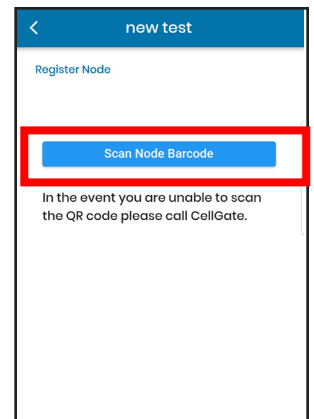 new test
Register Node
Scan Node Barcode
In the event you are unable to scan
the QR code please call CellGate.